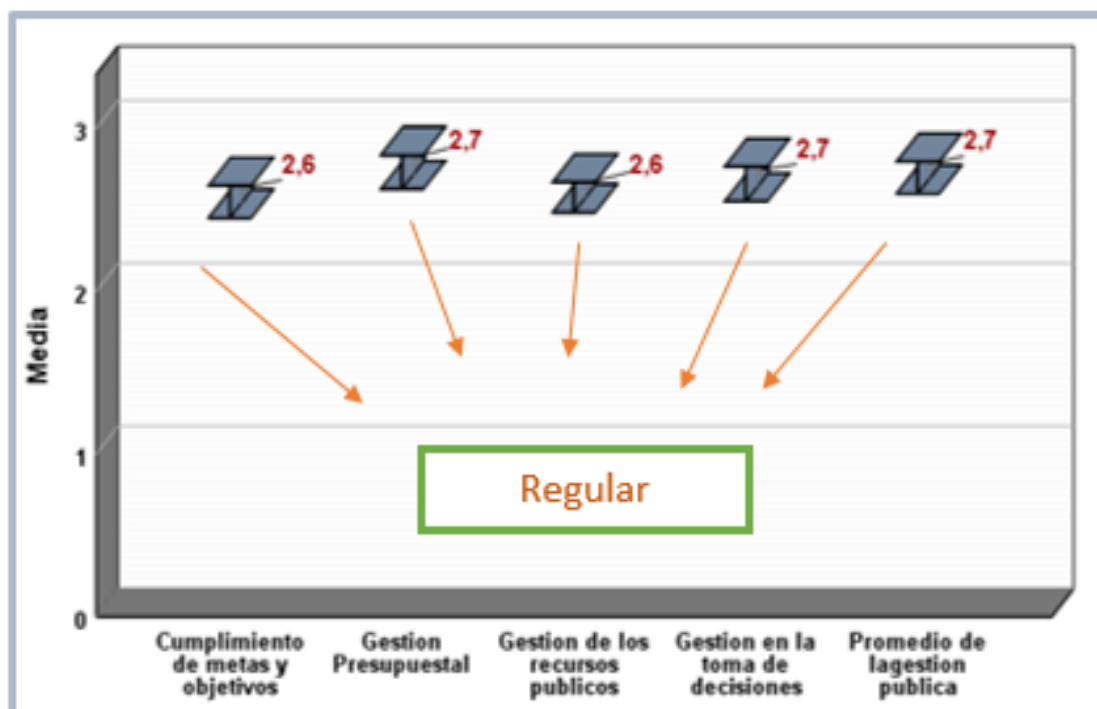 3
2,6
2,7
2,6
2,7
2,7
2
Media
1
Regular
0
Cumplimiento
de metas y
objetivos
Gestion
Presupuestal
Gestion de los
recursos
publicos
Gestion en la
toma de
decisiones
Promedio de
lagestion
publica